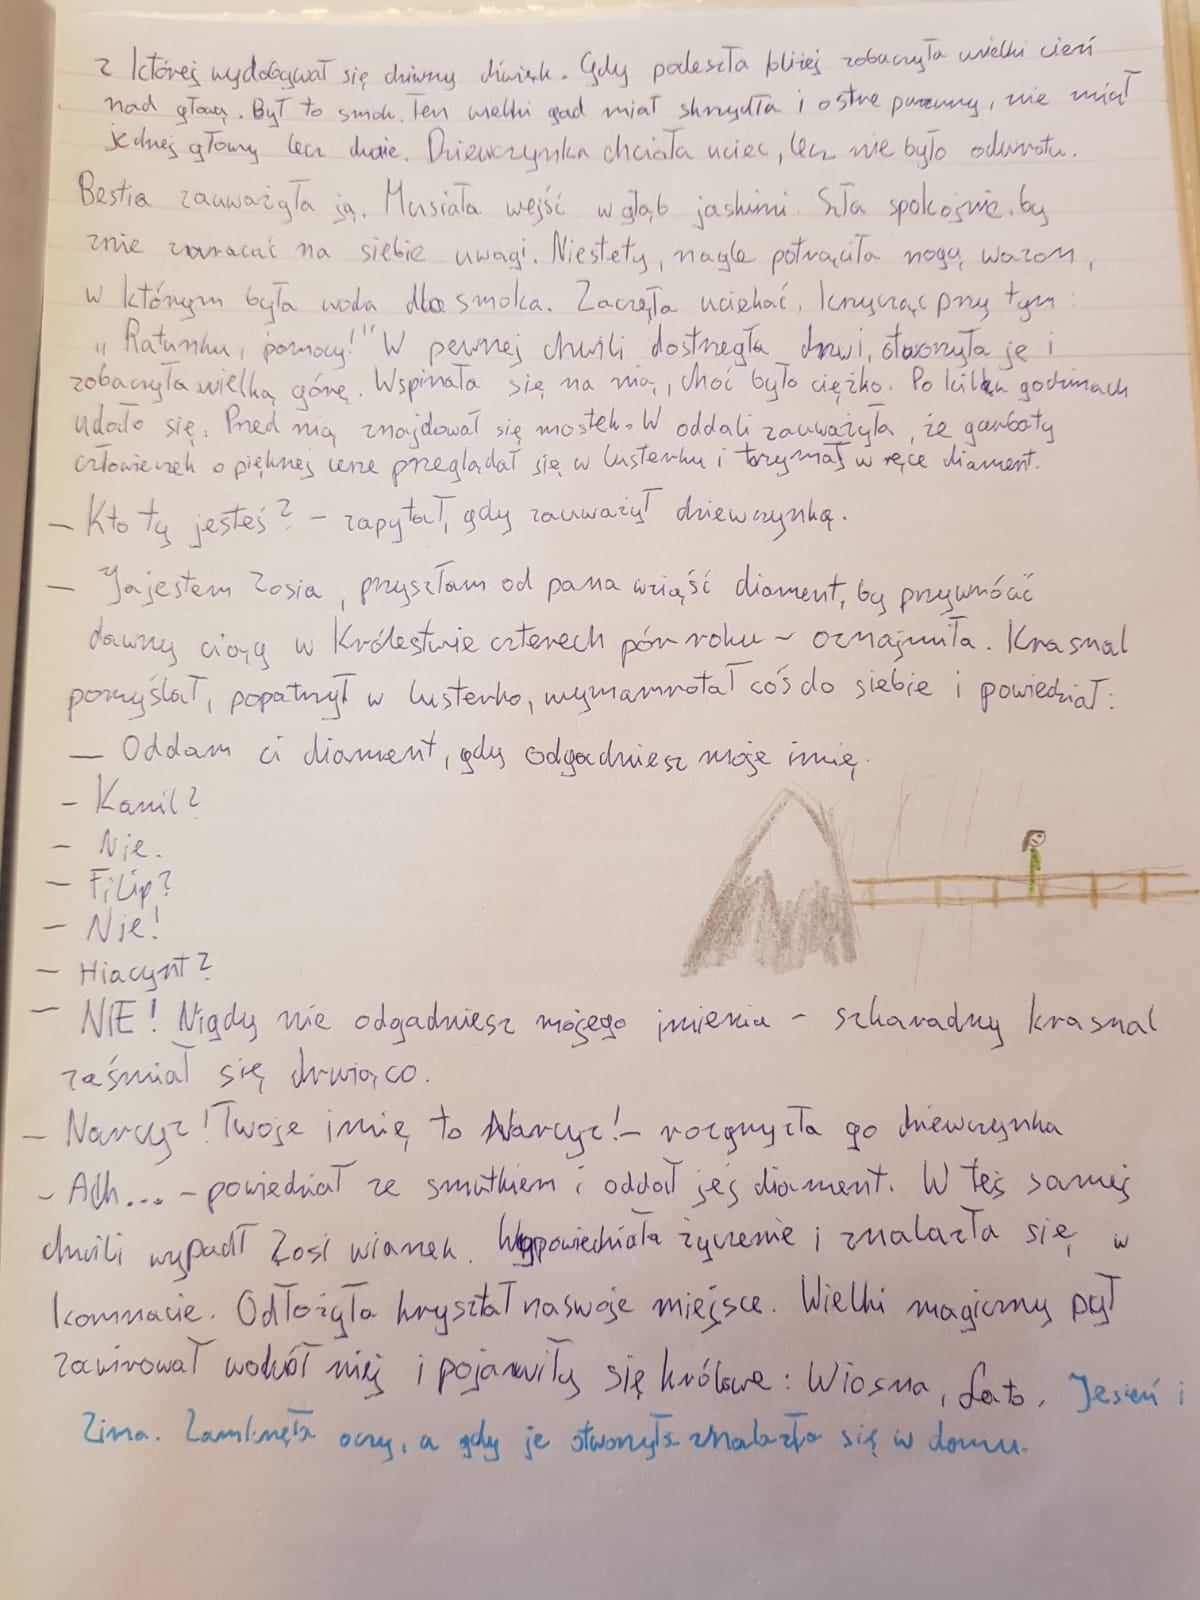 z której wydobywał się dziwny dźwięk. Gdy podeszła bliżej zobaczyła wielki cień
nad głową. Był to smok. Ten wielki gad miał skrzydła i ostre pazury, nie miał
jednej głowy lecz dwie. Dziewczynka chciała uciec, lecz nie było odwrotu.
Bestia zauważyła ją. Musiała wejść w głąb jaskini. Szła spokojnie, by
nie zwracać na siebie uwagi. Niestety, nagle potrąciła nogą wazon,
w którym była woda dla smoka. Zaczęła uciekać, krzycząc przy tym:
„Ratunku, pomocy!" W pewnej chwili dostrzegła drzwi, otworzyła je i
zobaczyła wielką górę. Wspinała się na nią, choć było ciężko. Po kilku godzinach
udało się. Przed nią znajdował się mostek. W oddali zauważyła, że garbaty
człowieczek o pięknej cerze przeglądał się w lusterku i trzymał w ręce diament.
– Kto ty jesteś? – zapytał, gdy zauważył dziewczynkę.
– Ja jestem Zosia, przyszłam od pana wziąść diament, by przywrócić
dawny ciąg w Królestwie czterech pór roku – oznajmiła. Krasnal
pomyślał, popatrzył w lusterko, wymamrotał coś do siebie i powiedział:
– Oddam ci diament, gdy odgadniesz moje imię.
– Kamil?
– Nie.
– Filip?
– Nie!
– Hiacynt?
– NIE! Nigdy nie odgadniesz mojego imienia – szkaradny krasnal
zaśmiał się drwiąco.
– Narcyz! Twoje imię to Narcyz! – rozgryzła go dziewczynka
– Ach... – powiedział ze smutkiem i oddał jej diament. W tej samej
chwili wypadł Zosi wianek. Wypowiedziała życzenie i znalazła się w
komnacie. Odłożyła kryształ na swoje miejsce. Wielki magiczny pył
zawirował wokół niej i pojawiły się królowe: Wiosna, Lato, Jesień i
Zima. Zamknęła oczy, a gdy je otworzyła znalazła się w domu.